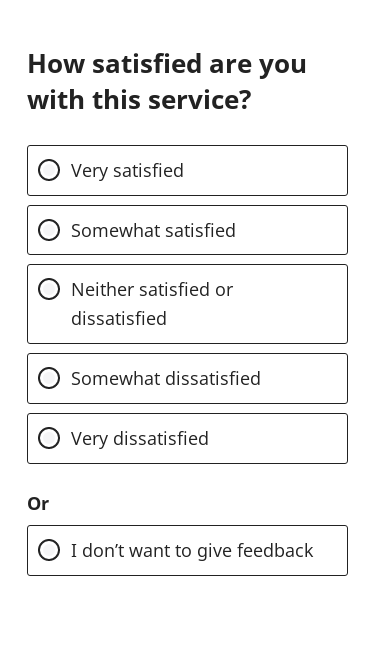 How satisfied are you
with this service?
Very satisfied
Somewhat satisfied
Neither satisfied or
dissatisfied
Somewhat dissatisfied
Very dissatisfied
Or
I don’t want to give feedback